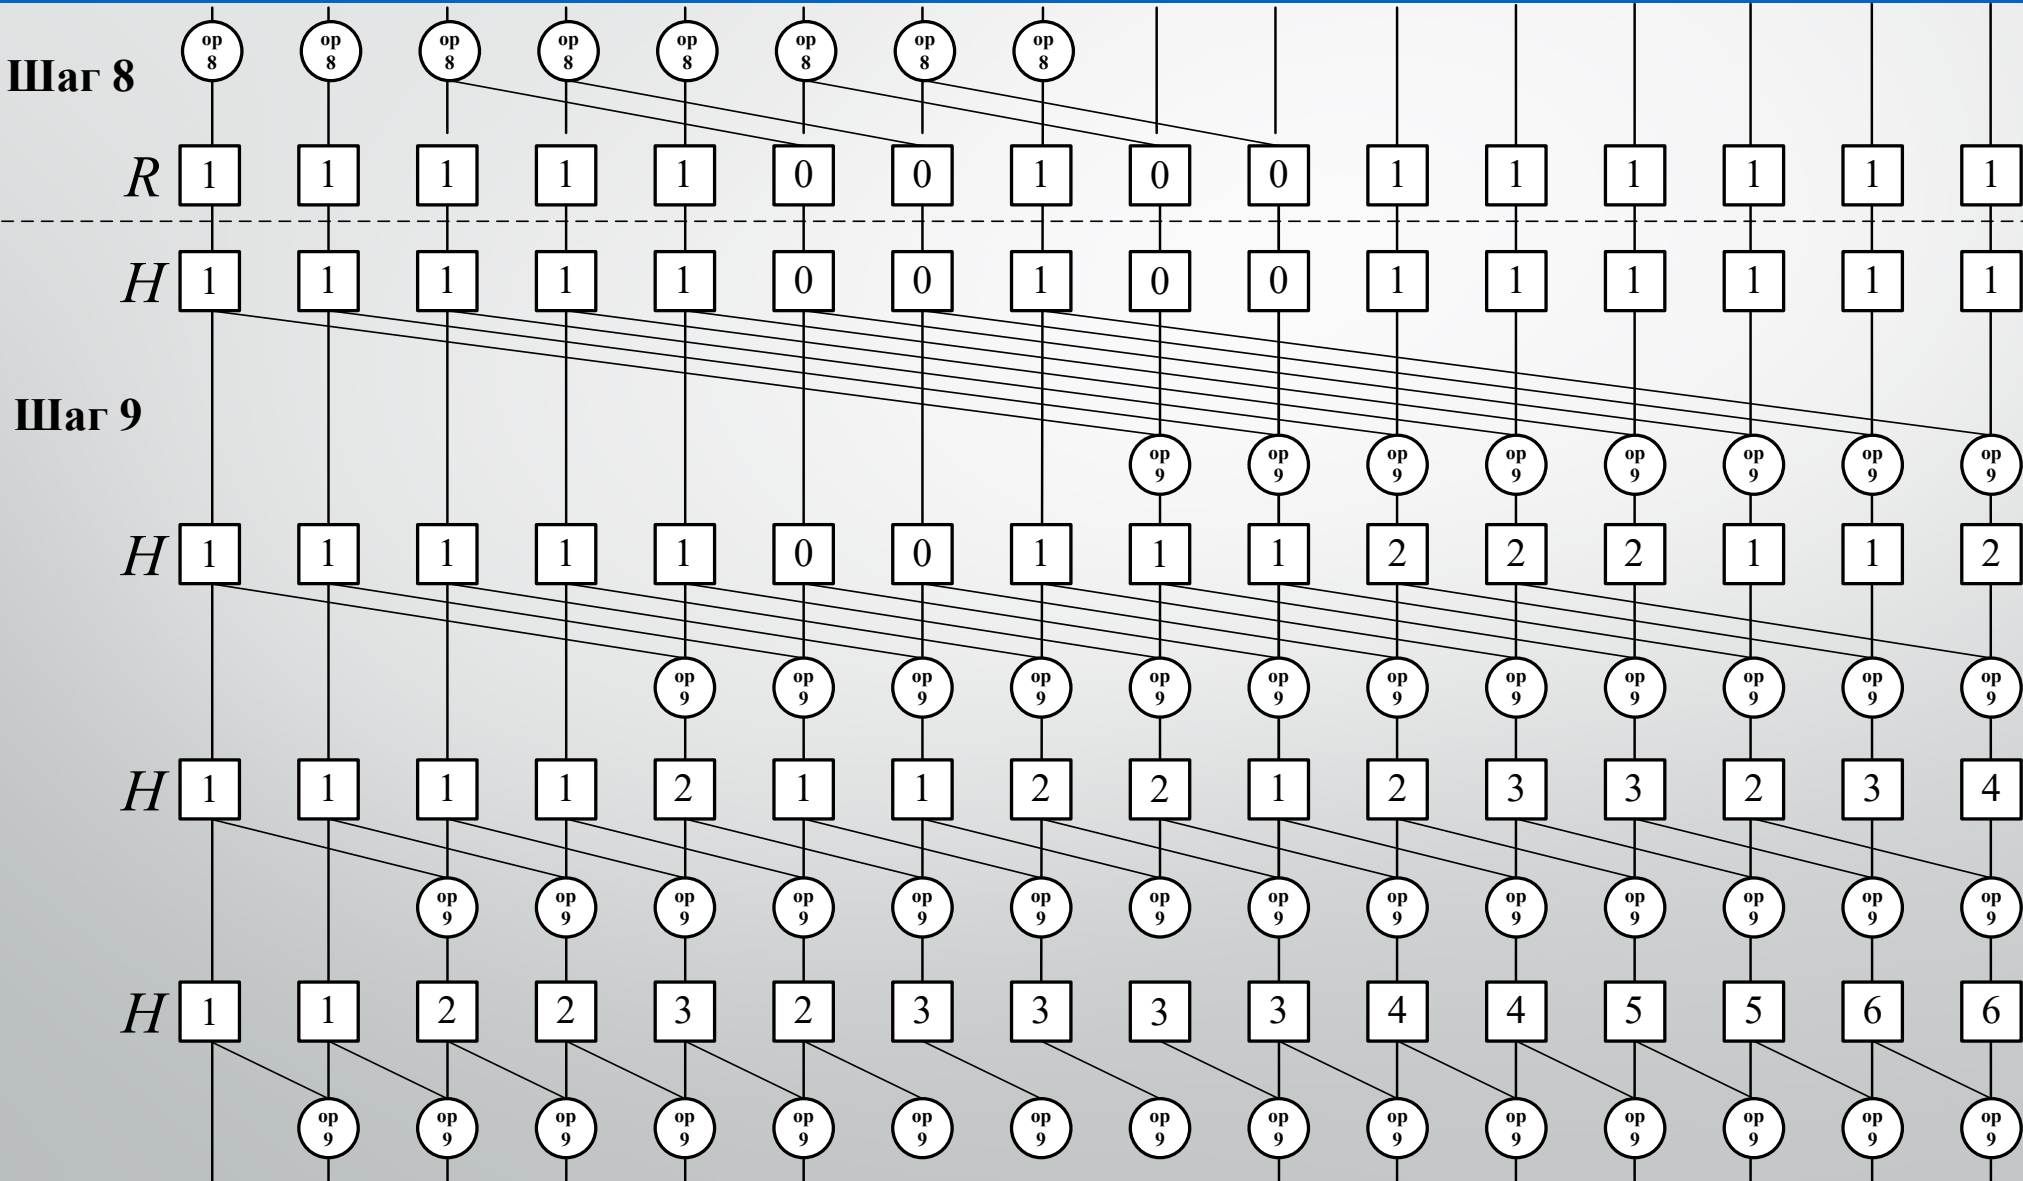 op op op op op op op op
Шаг 8
8 8 8 8 8 8 8 8
R 1 1 1 1 1 0 0 1 0 0 1 1 1 1 1 1
H 1 1 1 1 1 0 0 1 0 0 1 1 1 1 1 1
Шаг 9
op op op op op op op op
9 9 9 9 9 9 9 9
H 1 1 1 1 1 0 0 1 1 1 2 2 2 1 1 2
op op op op op op op op op op op op
9 9 9 9 9 9 9 9 9 9 9 9
H 1 1 1 1 2 1 1 2 2 1 2 3 3 2 3 4
op op op op op op op op op op op op op op
9 9 9 9 9 9 9 9 9 9 9 9 9 9
H 1 1 2 2 3 2 3 3 3 3 4 4 5 5 6 6
op op op op op op op op op op op op op op op
9 9 9 9 9 9 9 9 9 9 9 9 9 9 9